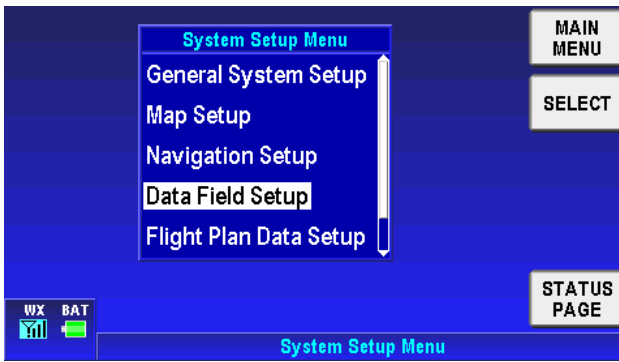 System Setup Menu
General System Setup
Map Setup
Navigation Setup
Data Field Setup
Flight Plan Data Setup
MAIN
MENU
SELECT
STATUS
PAGE
WX BAT
System Setup Menu